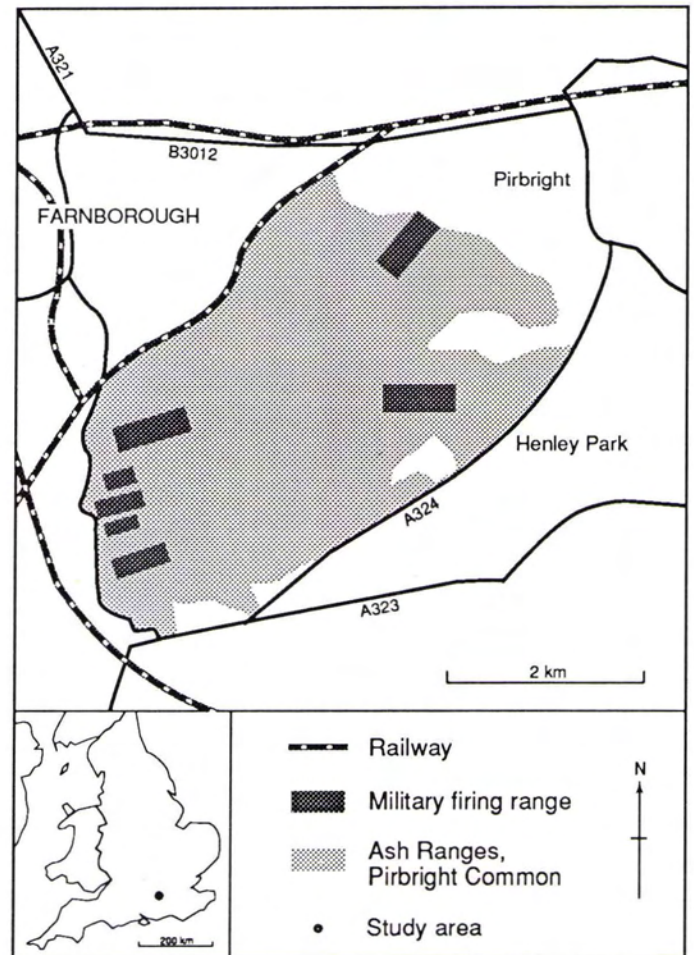 A321
B3012
Pirbright
FARNBOROUGH
Henley Park
A324
A323
2 km
Railway
N
Military firing range
Ash Ranges,
Pirbright Common
Study area
200 km